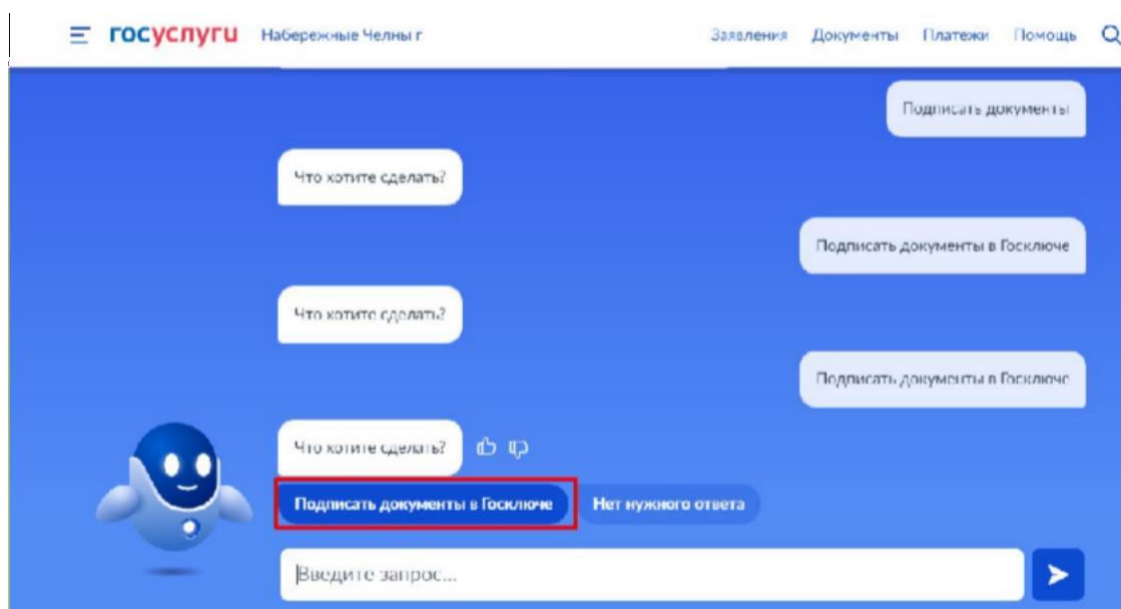 госуслуги Набережные Челны г Заявления Документы Платежи Помощь
Подписать документы
Что хотите сделать?
Подписать документы в Госключе
Что хотите сделать?
Подписать документы в Госключе
Что хотите сделать?
Подписать документы в Госключе Нет нужного ответа
Введите запрос...